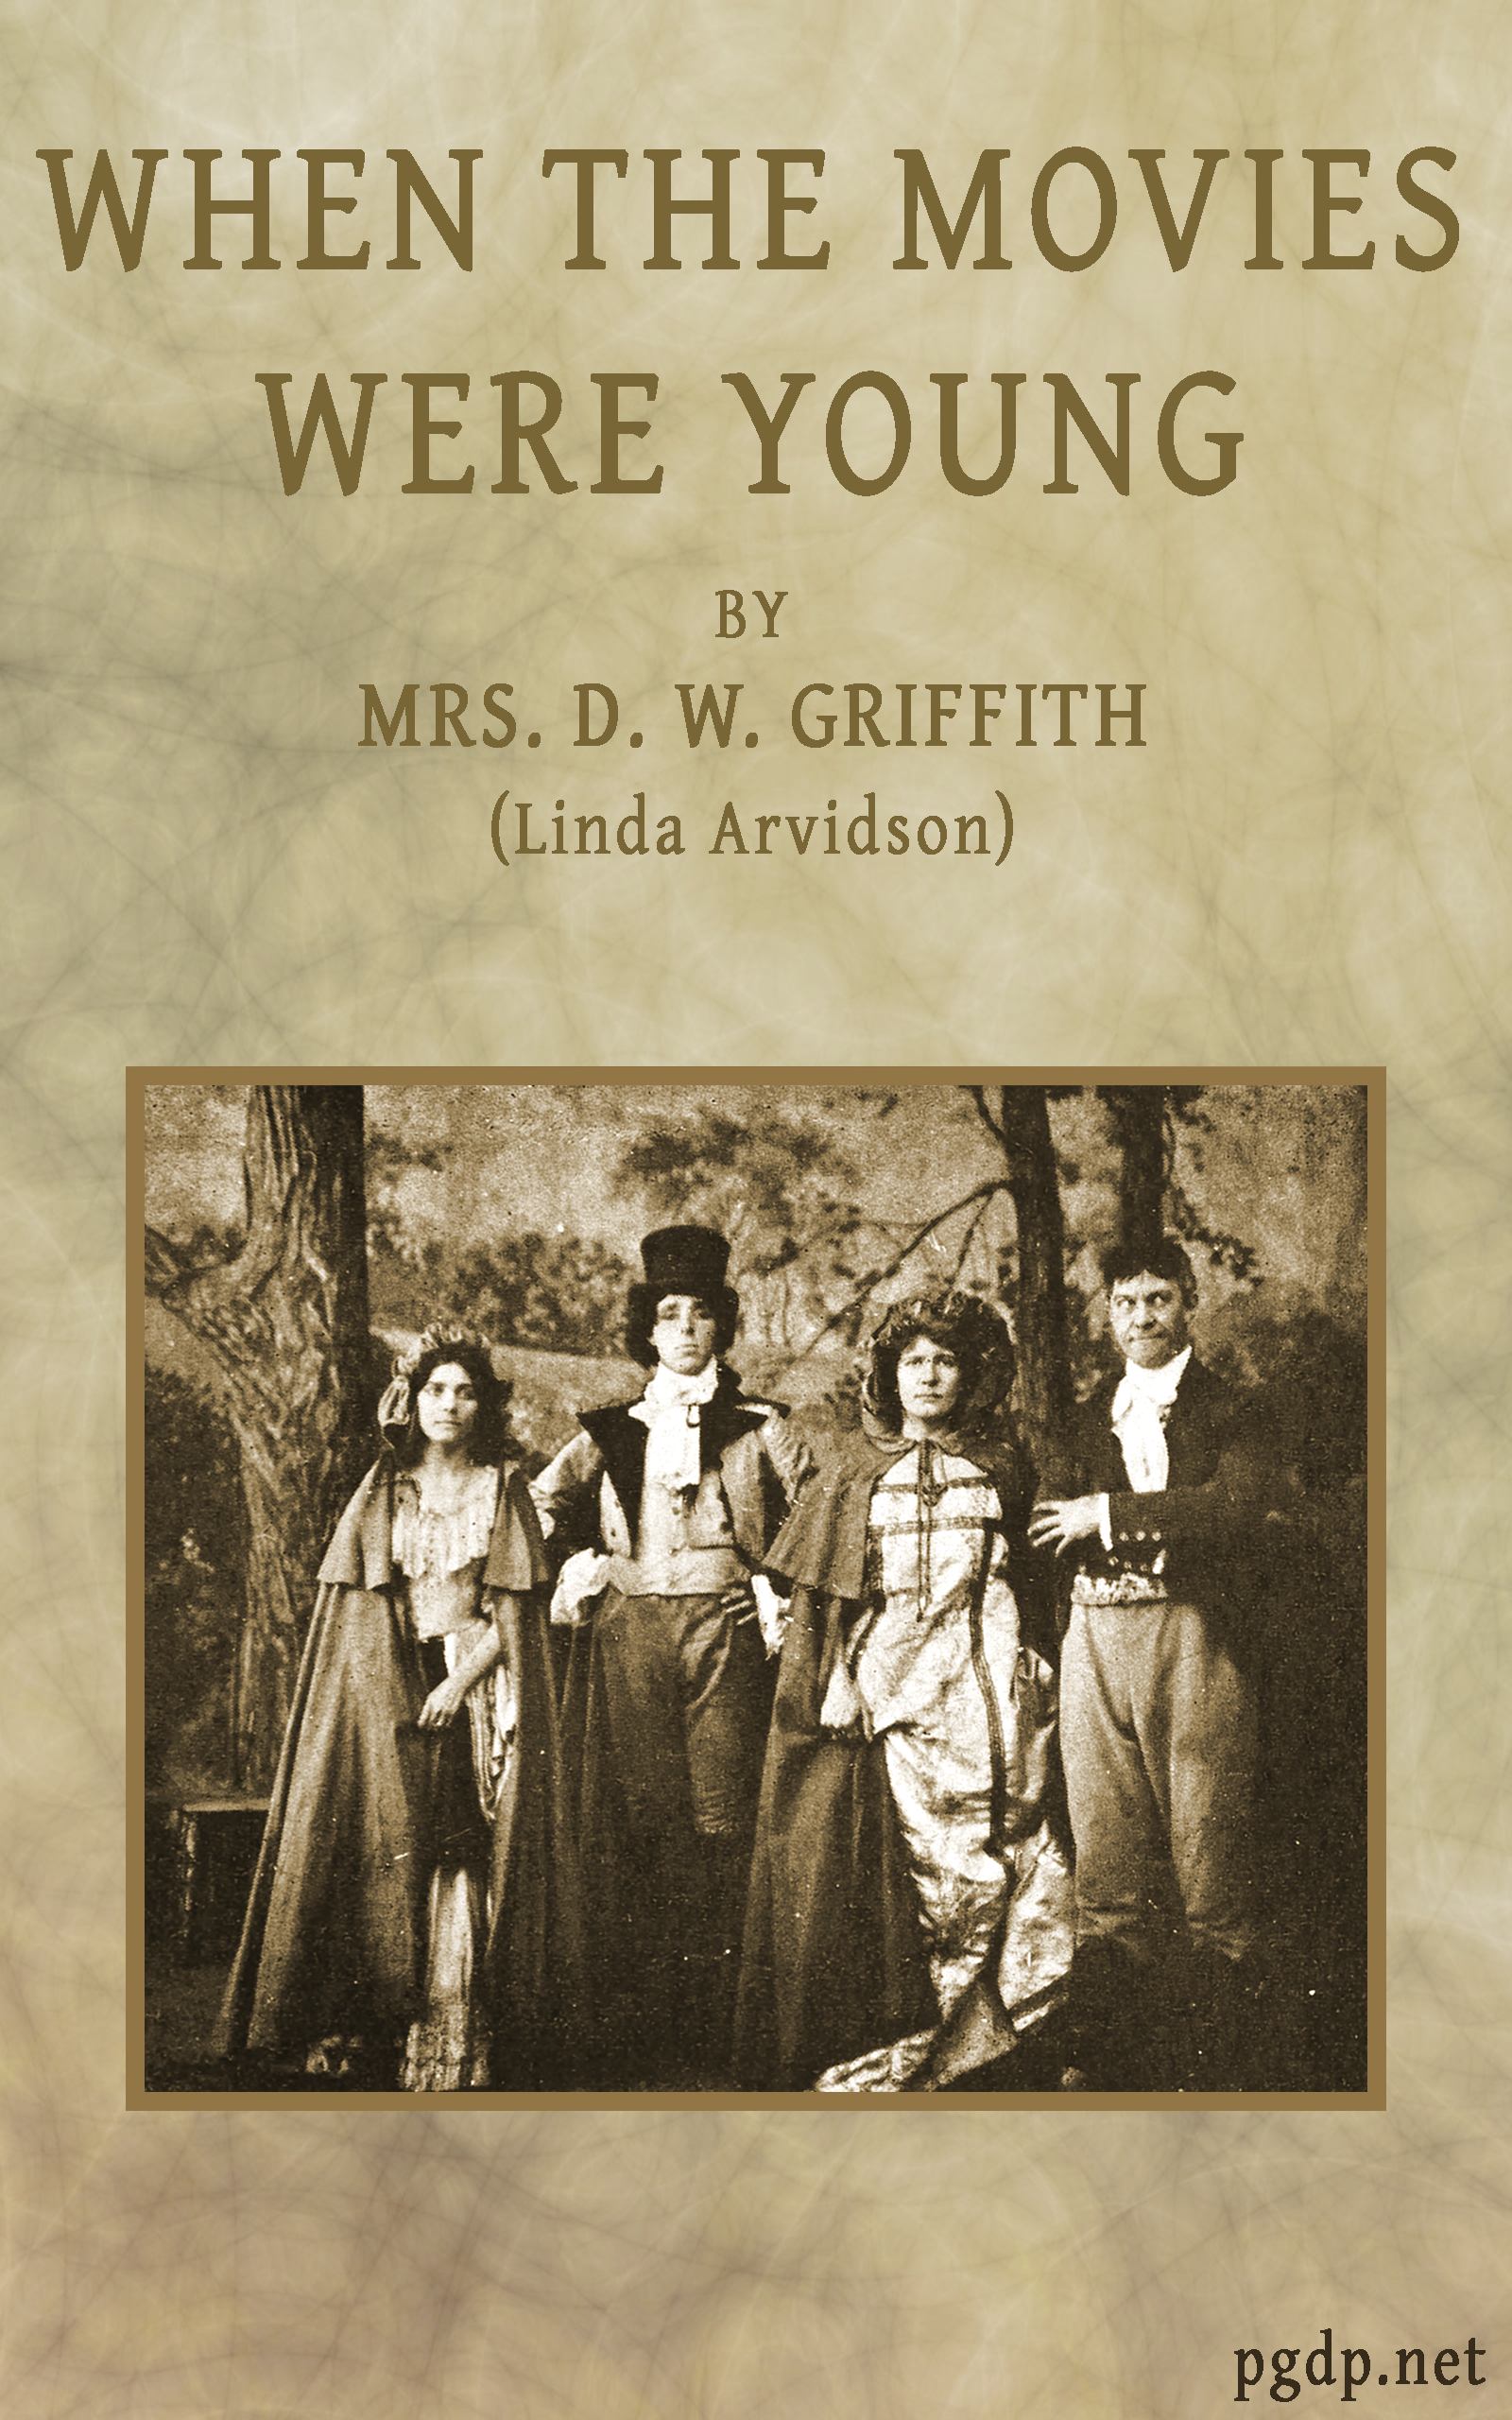 WHEN THE MOVIES
WERE YOUNG
BY
MRS. D. W. GRIFFITH
(Linda Arvidson)
pgdp.net